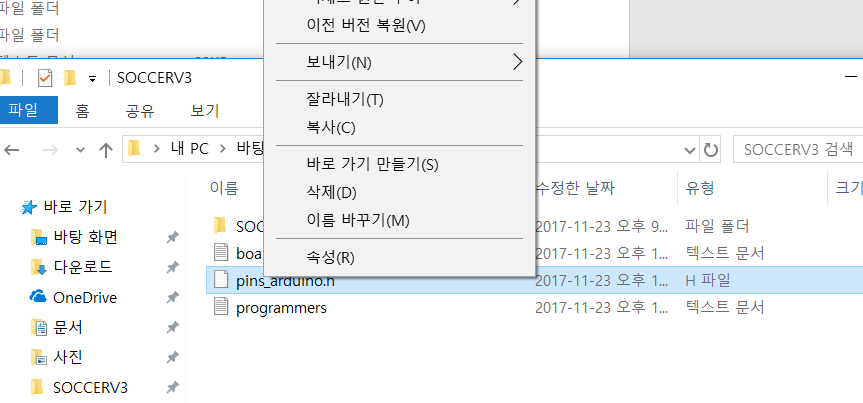 파일 폴더
이전 버전 복원(V)
파일 폴더
텍스트 문서
보내기(N)
SOCCERV3
잘라내기(T)
파일 홈 공유 보기
복사(C)
내 PC 바탕
SOCCERV3 검색
바로 가기 만들기(S)
이름 수정한 날짜 유형 크기
삭제(D)
바로 가기
이름 바꾸기(M)
SOC 2017-11-23 오후 9... 파일 폴더
바탕 화면
boa 2017-11-23 오후 1... 텍스트 문서
속성(R)
다운로드
pins_arduino.h 2017-11-23 오후 1... H 파일
OneDrive
programmers 2017-11-23 오후 1... 텍스트 문서
문서
사진
SOCCERV3